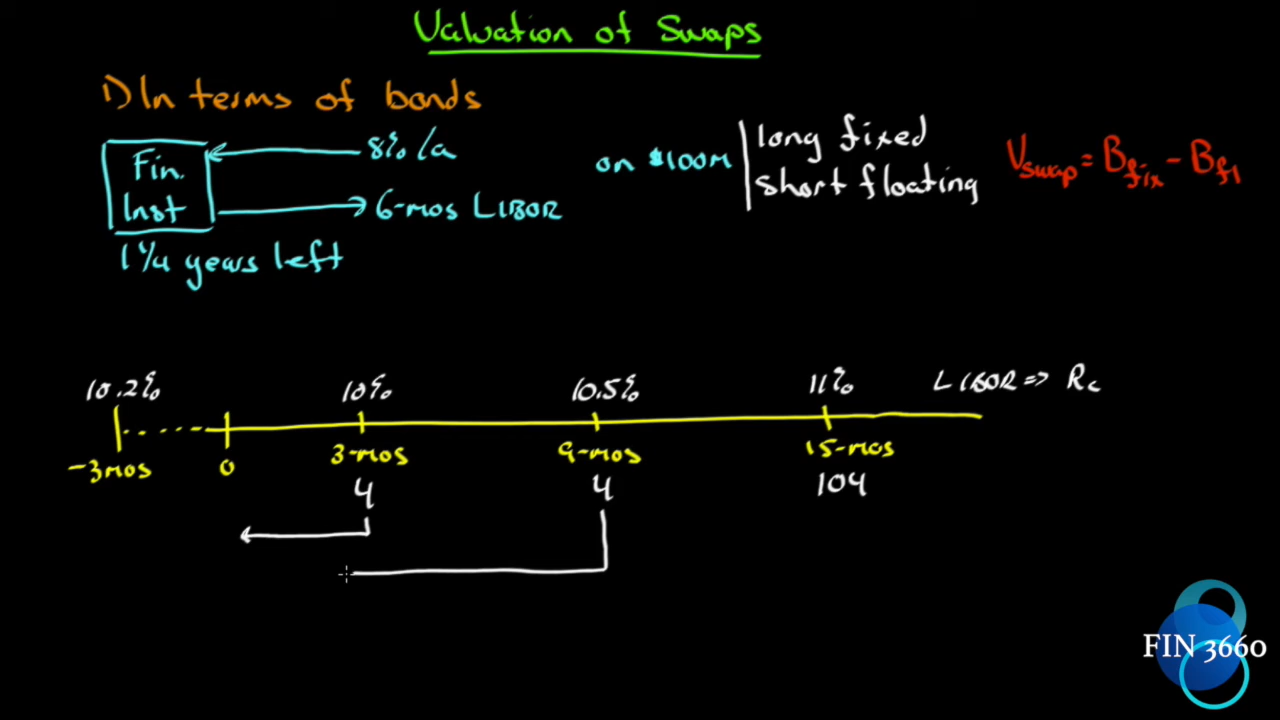 Valuation of Swaps
1) In terms of bonds
Fin. Inst
8% /a
6-mos LIBOR
1 1/4 years left
on $100M
long fixed
short floating
Vswap = Bfix - Bfl
10.2% 10% 10.5% 11% LIBOR => Rc
-3mos 0 3-mos 9-mos 15-mos
4 4 104
FIN 3660